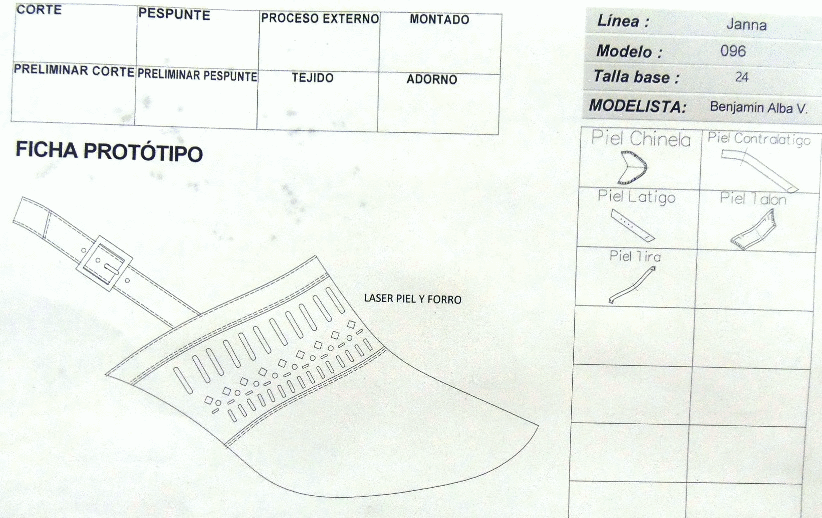 CORTE
PESPUNTE
PROCESO EXTERNO
MONTADO
PRELIMINAR CORTE
PRELIMINAR PESPUNTE
TEJIDO
ADORNO
FICHA PROTÓTIPO
LASER PIEL Y FORRO
Línea : Janna
Modelo : 096
Talla base : 24
MODELISTA: Benjamin Alba V.
Piel Chinela
Piel Contralatigo
Piel Latigo
Piel Talon
Piel Tira